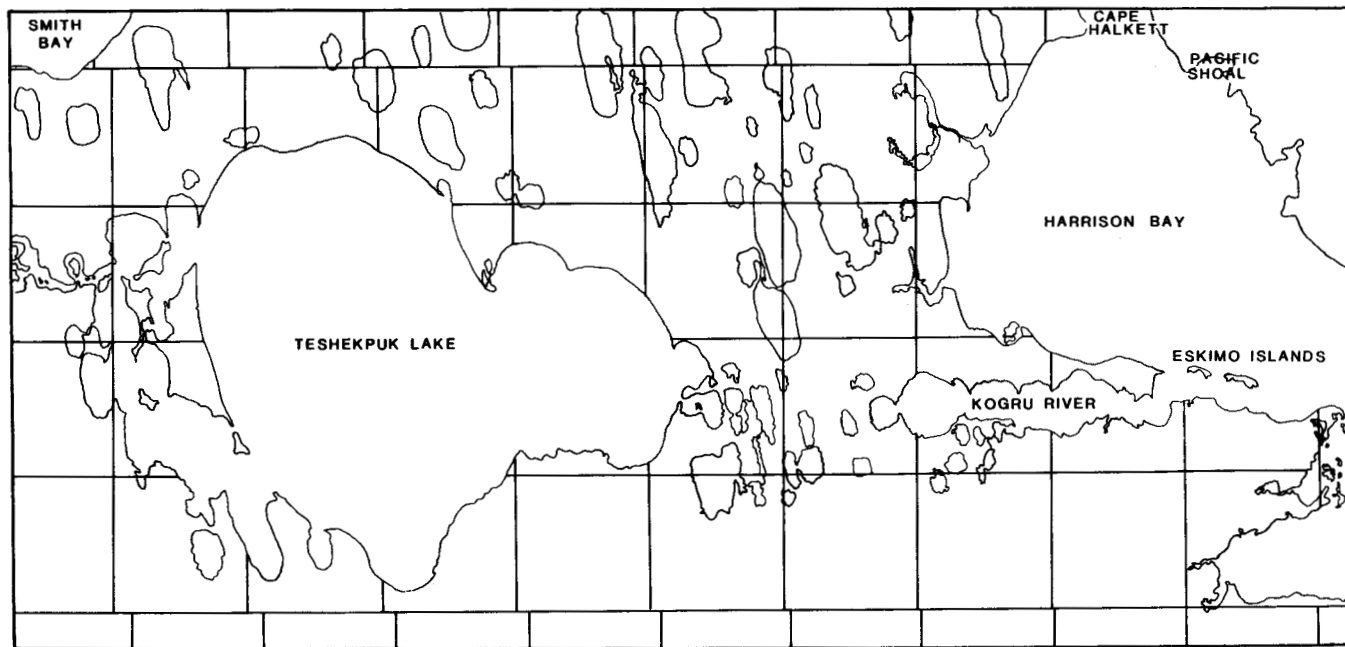 SMITH
BAY
CAPE
HALKETT
PACIFIC
SHOAL
HARRISON BAY
TESHEKPUK LAKE
ESKIMO ISLANDS
KOGRU RIVER